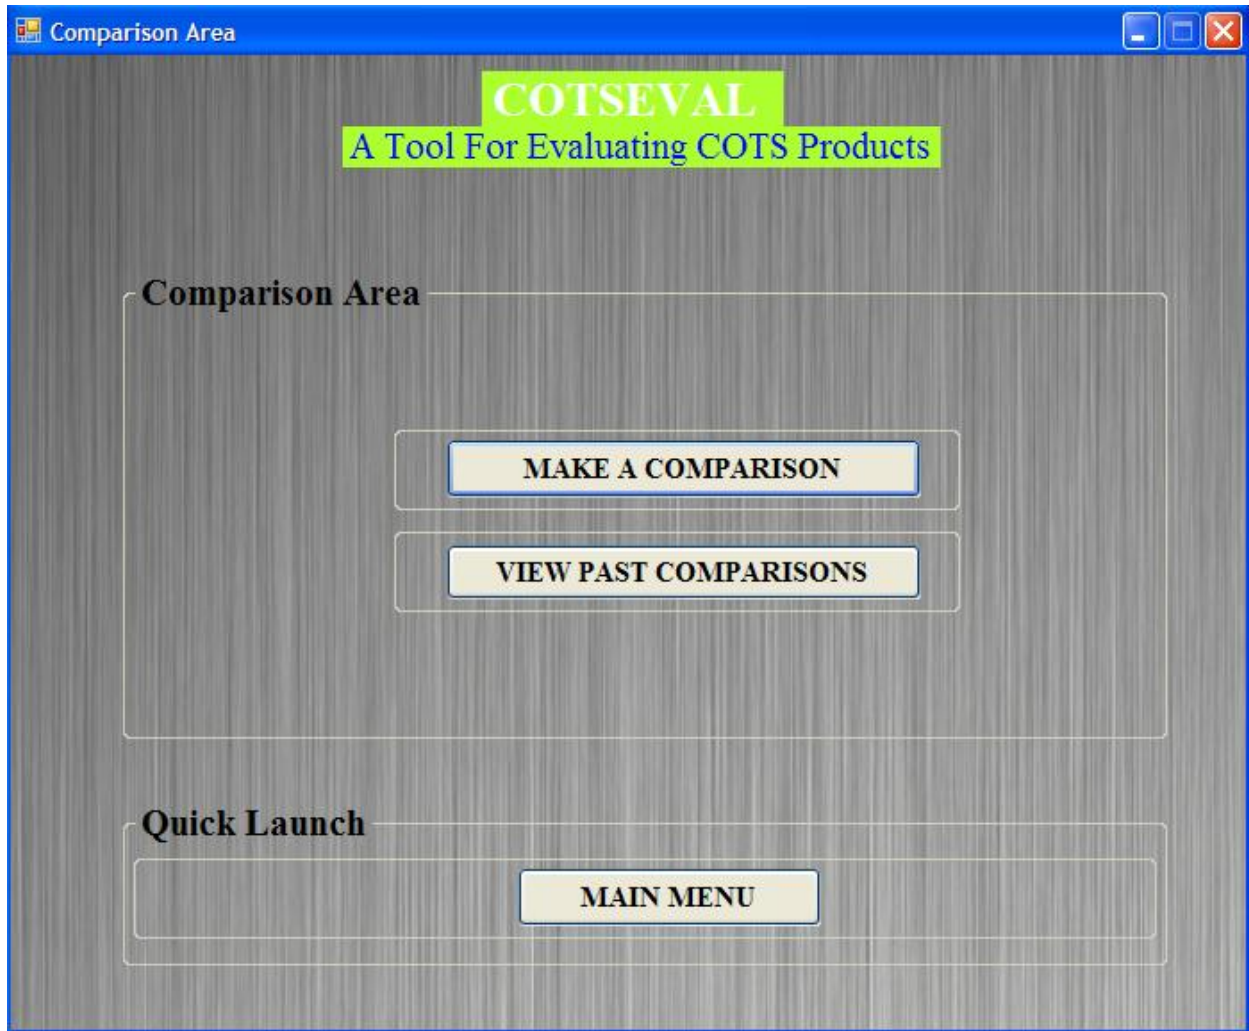 Comparison Area
COTSEVAL
A Tool For Evaluating COTS Products
Comparison Area
MAKE A COMPARISON
VIEW PAST COMPARISONS
Quick Launch
MAIN MENU